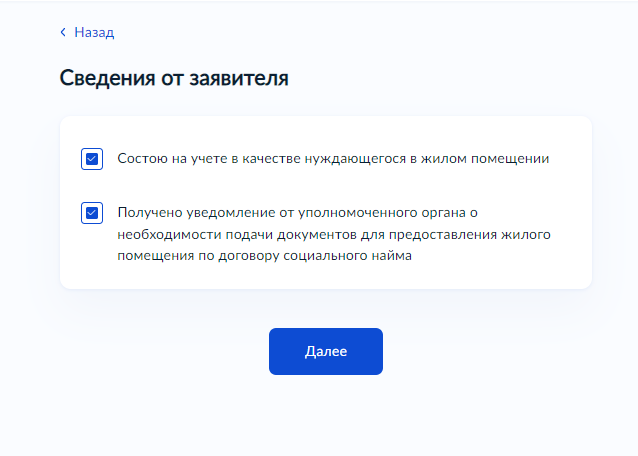 Назад
Сведения от заявителя
Состою на учете в качестве нуждающегося в жилом помещении
Получено уведомление от уполномоченного органа о
необходимости подачи документов для предоставления жилого
помещения по договору социального найма
Далее